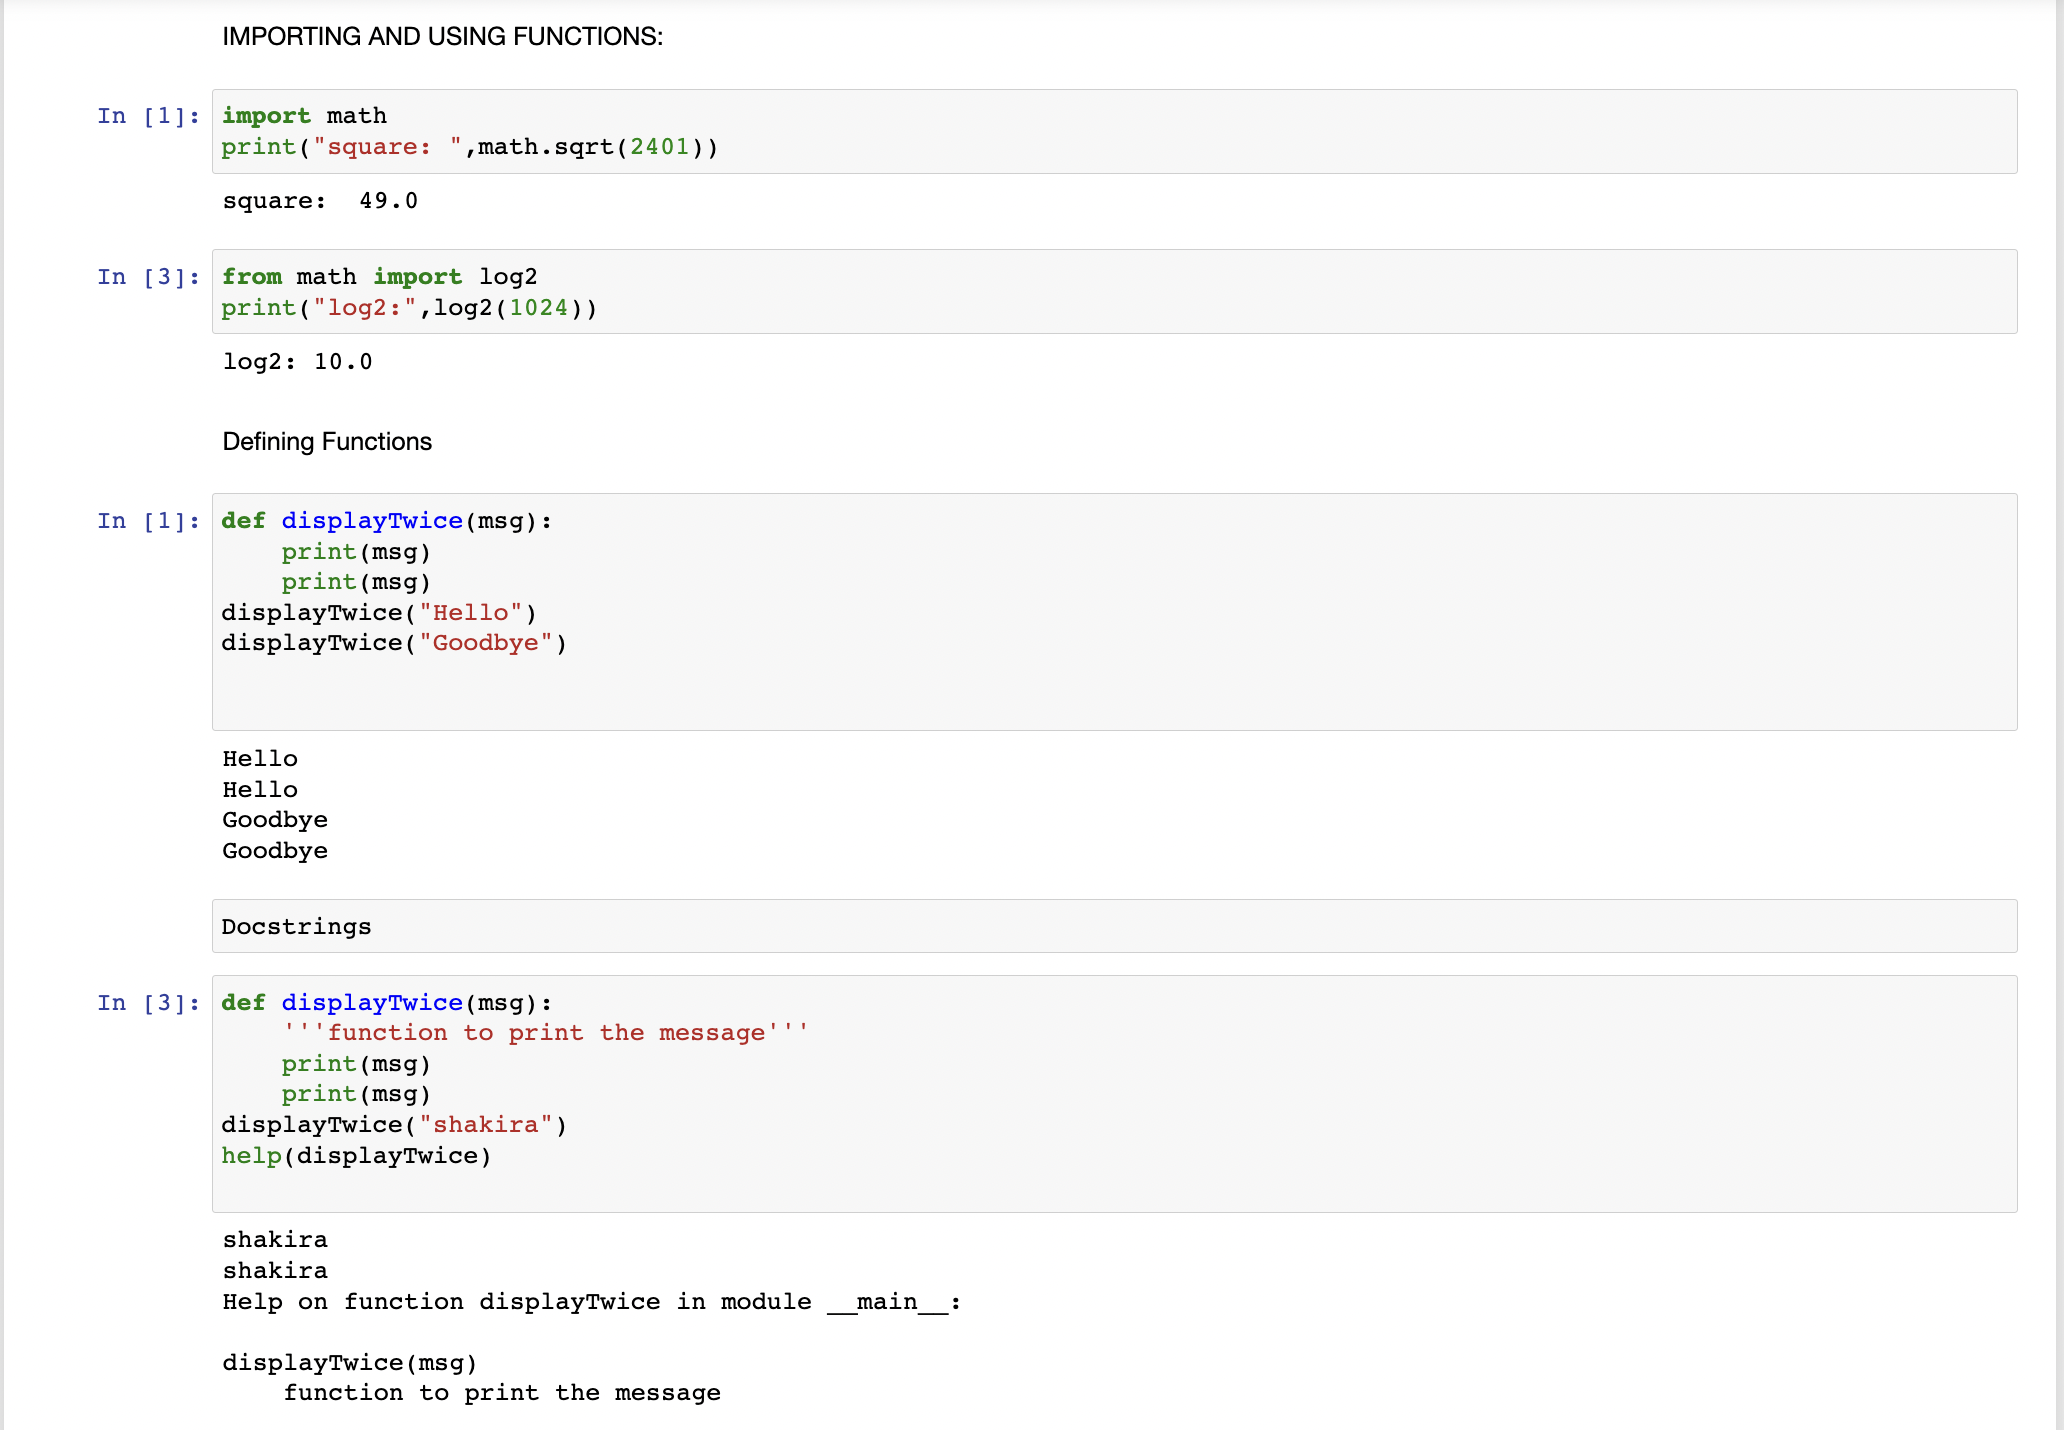 IMPORTING AND USING FUNCTIONS:
In [1]: import math
print("square: ",math.sqrt(2401))
square:  49.0
In [3]: from math import log2
print("log2:",log2(1024))
log2: 10.0
Defining Functions
In [1]: def displayTwice(msg):
    print(msg)
    print(msg)
displayTwice("Hello")
displayTwice("Goodbye")
Hello
Hello
Goodbye
Goodbye
Docstrings
In [3]: def displayTwice(msg):
    '''function to print the message'''
    print(msg)
    print(msg)
displayTwice("shakira")
help(displayTwice)
shakira
shakira
Help on function displayTwice in module __main__:
displayTwice(msg)
    function to print the message